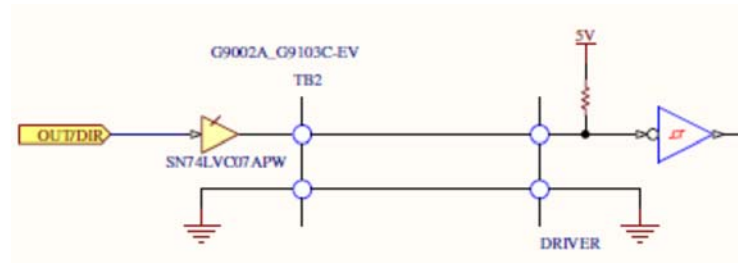 G9002A_G9103C-EV
TB2
5V
OUT/DIR
SN74LVC07APW
DRIVER